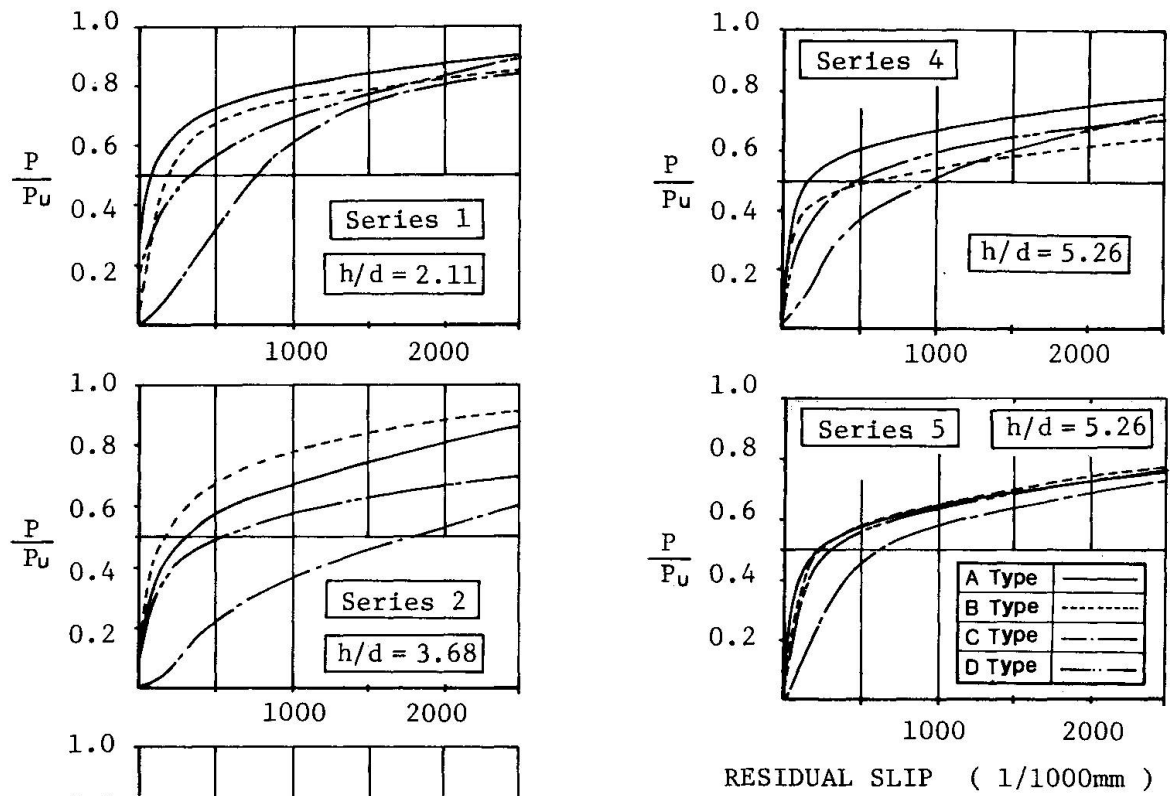 1.0
0.8
0.6
P
Pu
0.4
0.2
Series 1
h/d = 2.11
1000
2000
1.0
0.8
0.6
P
Pu
0.4
0.2
Series 2
h/d = 3.68
1000
2000
1.0
1.0
0.8
0.6
P
Pu
0.4
0.2
Series 4
h/d = 5.26
1000
2000
1.0
0.8
0.6
P
Pu
0.4
0.2
Series 5
h/d = 5.26
A Type
B Type
C Type
D Type
1000
2000
RESIDUAL SLIP ( 1/1000mm )